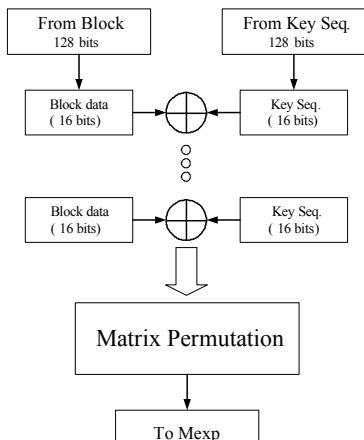 From Block From Key Seq.
128 bits 128 bits
Block data Key Seq.
( 16 bits) ( 16 bits)
Block data Key Seq.
( 16 bits) ( 16 bits)
Matrix Permutation
To Mexp